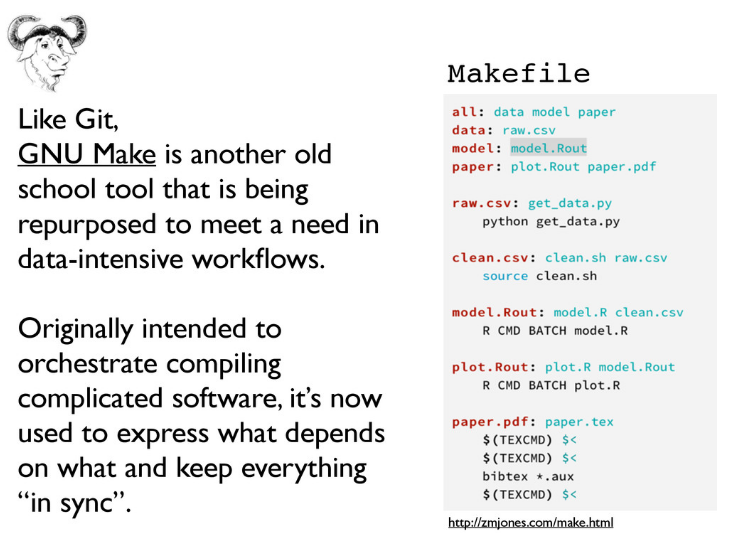 Like Git,
GNU Make is another old
school tool that is being
repurposed to meet a need in
data-intensive workflows.
Originally intended to
orchestrate compiling
complicated software, it’s now
used to express what depends
on what and keep everything
“in sync”.
Makefile
all: data model paper
data: raw.csv
model: model.Rout
paper: plot.Rout paper.pdf
raw.csv: get_data.py
python get_data.py
clean.csv: clean.sh raw.csv
source clean.sh
model.Rout: model.R clean.csv
R CMD BATCH model.R
plot.Rout: plot.R model.Rout
R CMD BATCH plot.R
paper.pdf: paper.tex
$(TEXCMD) $<
$(TEXCMD) $<
bibtex *.aux
$(TEXCMD) $<
http://zmjones.com/make.html